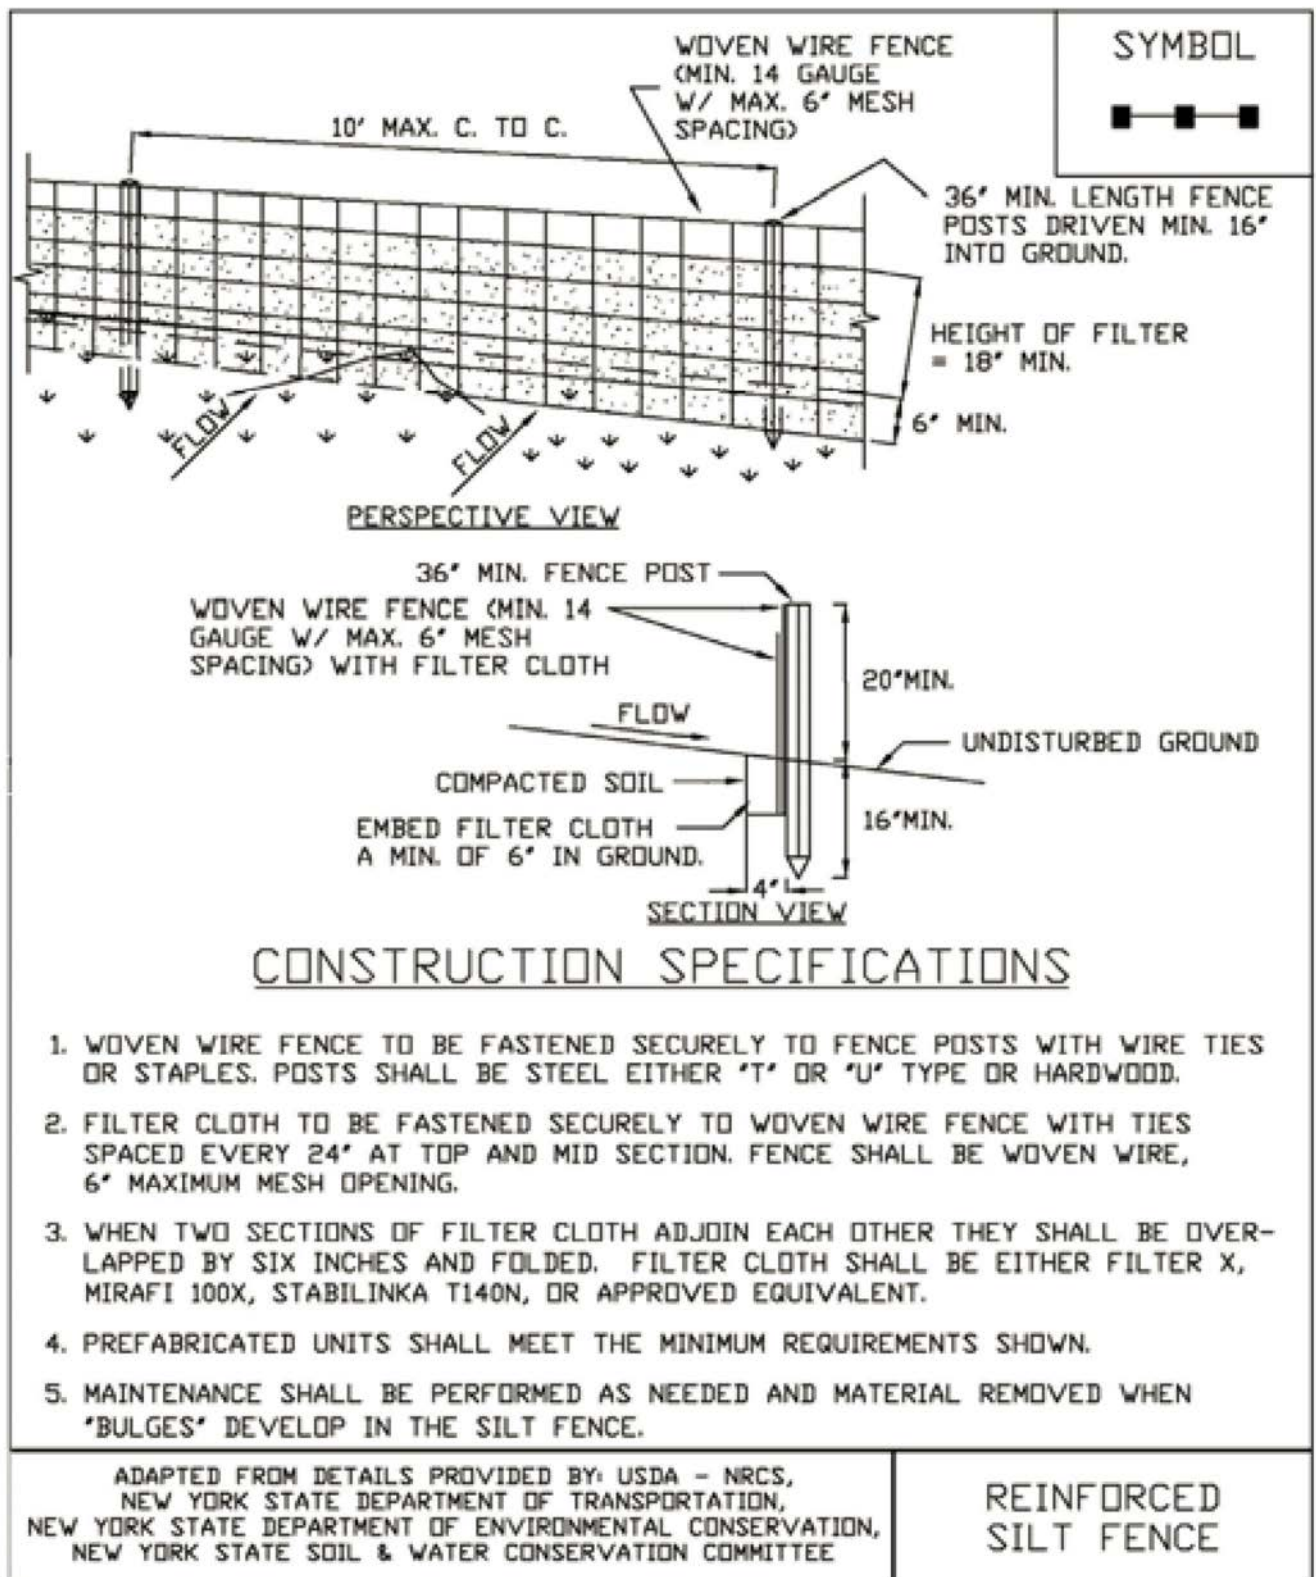 WOVEN WIRE FENCE
(MIN. 14 GAUGE
W/ MAX. 6" MESH
SPACING)
SYMBOL
10' MAX. C. TO C.
36" MIN. LENGTH FENCE
POSTS DRIVEN MIN. 16"
INTO GROUND.
HEIGHT OF FILTER
= 18" MIN.
6" MIN.
FLOW
FLOW
PERSPECTIVE VIEW
36" MIN. FENCE POST
WOVEN WIRE FENCE (MIN. 14
GAUGE W/ MAX. 6" MESH
SPACING) WITH FILTER CLOTH
20"MIN.
FLOW
UNDISTURBED GROUND
COMPACTED SOIL
EMBED FILTER CLOTH
A MIN. OF 6" IN GROUND.
16"MIN.
4"
SECTION VIEW
CONSTRUCTION SPECIFICATIONS
1. WOVEN WIRE FENCE TO BE FASTENED SECURELY TO FENCE POSTS WITH WIRE TIES
OR STAPLES. POSTS SHALL BE STEEL EITHER "T" OR "U" TYPE OR HARDWOOD.
2. FILTER CLOTH TO BE FASTENED SECURELY TO WOVEN WIRE FENCE WITH TIES
SPACED EVERY 24" AT TOP AND MID SECTION. FENCE SHALL BE WOVEN WIRE,
6" MAXIMUM MESH OPENING.
3. WHEN TWO SECTIONS OF FILTER CLOTH ADJOIN EACH OTHER THEY SHALL BE OVER-
LAPPED BY SIX INCHES AND FOLDED. FILTER CLOTH SHALL BE EITHER FILTER X,
MIRAFI 100X, STABILINKA T140N, OR APPROVED EQUIVALENT.
4. PREFABRICATED UNITS SHALL MEET THE MINIMUM REQUIREMENTS SHOWN.
5. MAINTENANCE SHALL BE PERFORMED AS NEEDED AND MATERIAL REMOVED WHEN
"BULGES" DEVELOP IN THE SILT FENCE.
ADAPTED FROM DETAILS PROVIDED BY: USDA - NRCS,
NEW YORK STATE DEPARTMENT OF TRANSPORTATION,
NEW YORK STATE DEPARTMENT OF ENVIRONMENTAL CONSERVATION,
NEW YORK STATE SOIL & WATER CONSERVATION COMMITTEE
REINFORCED
SILT FENCE